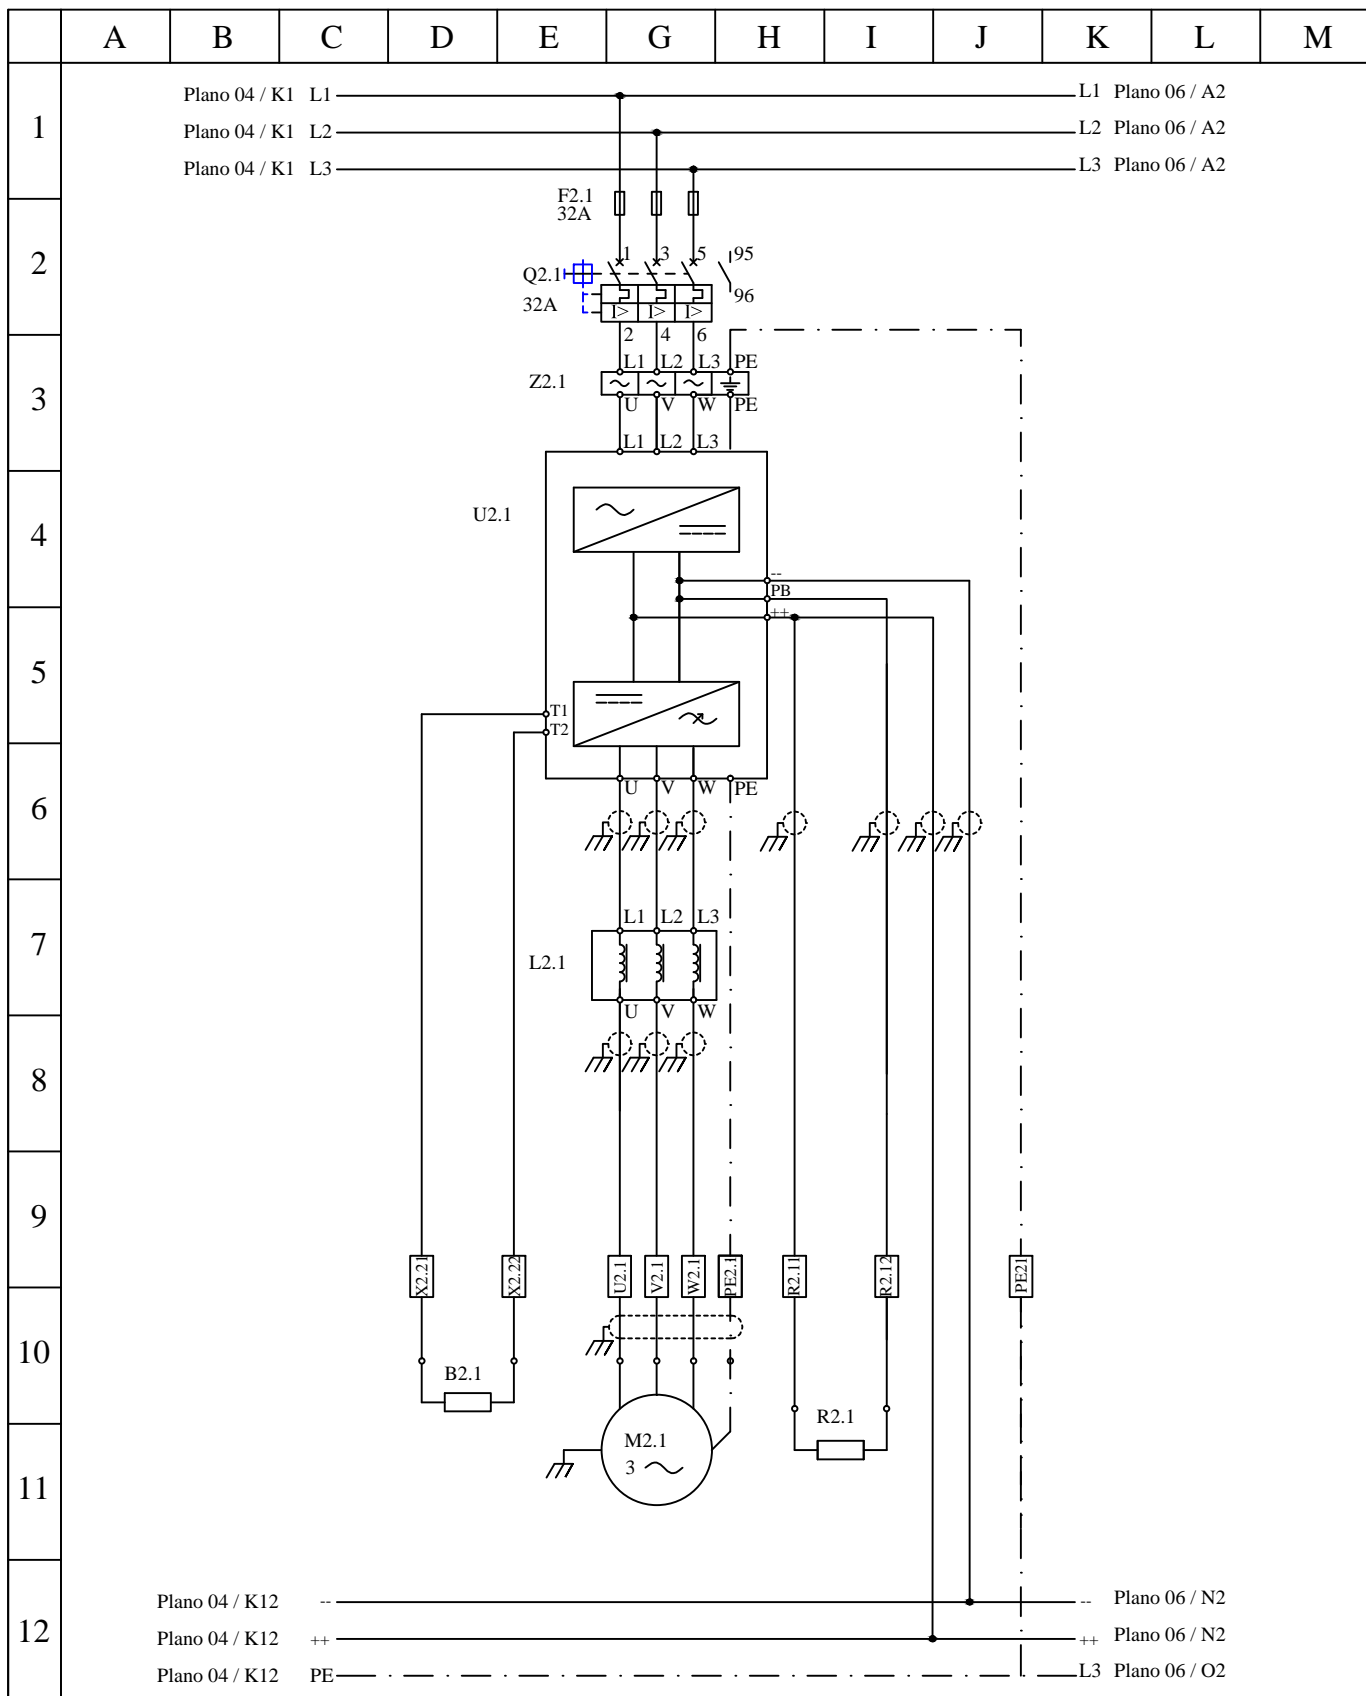 A B C D E G H I J K L M
1
Plano 04 / K1 L1 L1 Plano 06 / A2
Plano 04 / K1 L2 L2 Plano 06 / A2
Plano 04 / K1 L3 L3 Plano 06 / A2
F2.1
32A
2
1 3 5 95
Q2.1
96
32A
I> I> I>
2 4 6
3
L1 L2 L3 PE
Z2.1
U V W PE
L1 L2 L3
4
U2.1
--
PB
++
5
T1
T2
6
U V W PE
7
L1 L2 L3
L2.1
U V W
8
9
X2.21 X2.22 U2.1 V2.1 W2.1 PE2.1 R2.11 R2.12 PE21
10
B2.1
R2.1
11
M2.1
3
12
Plano 04 / K12 -- -- Plano 06 / N2
Plano 04 / K12 ++ ++ Plano 06 / N2
Plano 04 / K12 PE L3 Plano 06 / O2